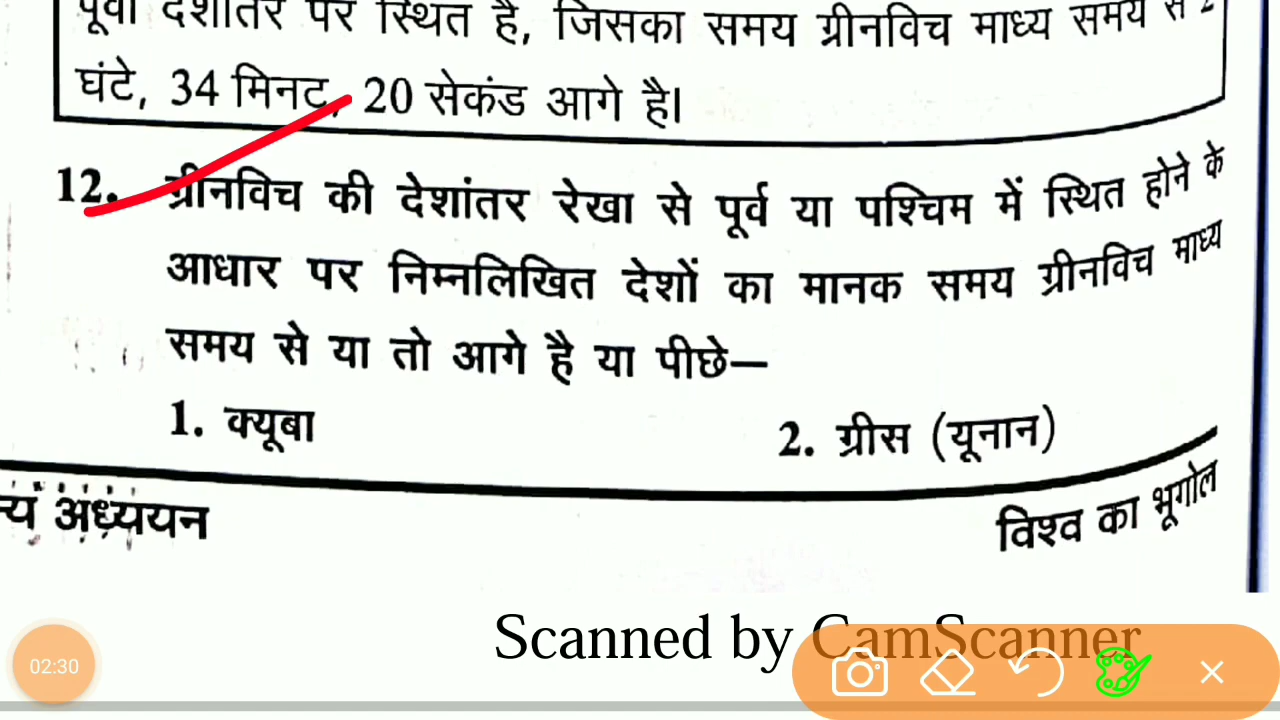 पूर्वी देशांतर पर स्थित है, जिसका समय ग्रीनविच माध्य समय से 2
घंटे, 34 मिनट, 20 सेकंड आगे है।
12. ग्रीनविच की देशांतर रेखा से पूर्व या पश्चिम में स्थित होने के
आधार पर निम्नलिखित देशों का मानक समय ग्रीनविच माध्य
समय से या तो आगे है या पीछे—
1. क्यूबा 2. ग्रीस (यूनान)
न्य अध्ययन विश्व का भूगोल
Scanned by CamScanner
02:30